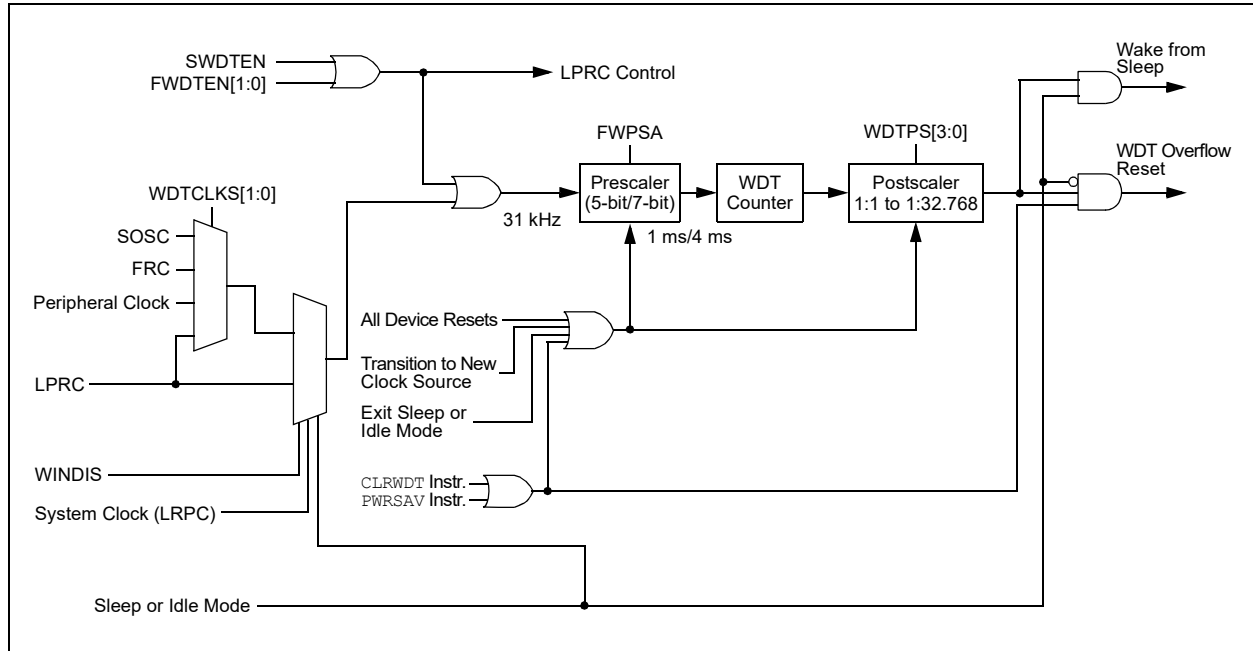 SWDTEN
FWDTEN[1:0]
LPRC Control
Wake from
Sleep
FWPSA
WDTPS[3:0]
WDT Overflow
Reset
Prescaler
(5-bit/7-bit)
WDT
Counter
Postscaler
1:1 to 1:32.768
31 kHz
1 ms/4 ms
WDTCLKS[1:0]
SOSC
FRC
Peripheral Clock
LPRC
All Device Resets
Transition to New
Clock Source
Exit Sleep or
Idle Mode
WINDIS
CLRWDT Instr.
PWRSAV Instr.
System Clock (LRPC)
Sleep or Idle Mode